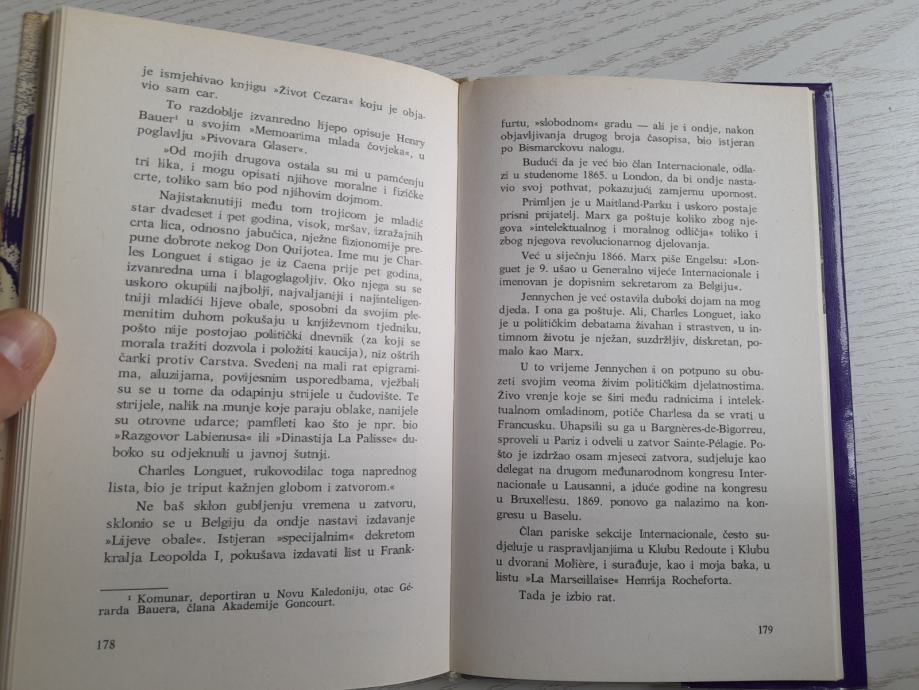 je ismjehivao knjigu »Život Cezara« koju je obja-
vio sam car.
To razdoblje izvanredno lijepo opisuje Henry
Bauer¹ u svojim »Memoarima mlada čovjeka«, u
poglavlju »Pivovara Glaser«.
»Od mojih drugova ostala su mi u pamćenju
tri lika, i mogu opisati njihove moralne i fizičke
crte, toliko sam bio pod njihovim dojmom.
Najistaknutiji među tom trojicom je mladić
star dvadeset i pet godina, visok, mršav, izražajnih
crta lica, odnosno jabučica, nježne fizionomije pre-
pune dobrote nekog Don Quijotea. Ime mu je Char-
les Longuet i stigao je iz Caena prije pet godina,
izvanredna uma i blagoglagoljiv. Oko njega su se
uskoro okupili najbolji, najvaljaniji i najinteligen-
tniji mladići lijeve obale, sposobni da svojim ple-
menitim duhom pokušaju u književnom tjedniku,
pošto nije postojao politički dnevnik (za koji se
morala tražiti dozvola i položiti kaucija), niz oštrih
čarki protiv Carstva. Svedeni na mali rat epigrami-
ma, aluzijama, povijesnim usporedbama, vježbali
su se u tome da odapinju strijele u čudovište. Te
strijele, nalik na munje koje paraju oblake, nanijele
su otrovne udarce; pamfleti kao što je npr. bio
»Razgovor Labienusa« ili »Dinastija La Palisse« du-
boko su odjeknuli u javnoj šutnji.
Charles Longuet, rukovodilac toga naprednog
lista, bio je triput kažnjen globom i zatvorom.«
Ne baš sklon gubljenju vremena u zatvoru,
sklonio se u Belgiju da ondje nastavi izdavanje
»Lijeve obale«. Istjeran »specijalnim« dekretom
kralja Leopolda I, pokušava izdavati list u Frank-
¹ Komunar, deportiran u Novu Kaledoniju, otac Gé-
rarda Bauera, člana Akademije Goncourt.
178
furtu, »slobodnom« gradu — ali je i ondje, nakon
objavljivanja drugog broja časopisa, bio istjeran
po Bismarckovu nalogu.
Budući da je već bio član Internacionale, odla-
zi u studenome 1865. u London, da bi ondje nasta-
vio svoj pothvat, pokazujući zamjernu upornost.
Primljen je u Maitland-Parku i uskoro postaje
prisni prijatelj. Marx ga poštuje koliko zbog nje-
gova »intelektualnog i moralnog odličja« toliko i
zbog njegova revolucionarnog djelovanja.
Već u siječnju 1866. Marx piše Engelsu: »Lon-
guet je 9. ušao u Generalno vijeće Internacionale i
imenovan je dopisnim sekretarom za Belgiju«.
Jennychen je već ostavila duboki dojam na mog
djeda. I ona ga poštuje. Ali, Charles Longuet, iako
je u političkim debatama živahan i strastven, u in-
timnom životu je nježan, suzdržljiv, diskretan, po-
malo kao Marx.
U to vrijeme Jennychen i on potpuno su obu-
zeti svojim veoma živim političkim djelatnostima.
Živo vrenje koje se širi među radnicima i intelek-
tualnom omladinom, potiče Charlesa da se vrati u
Francusku. Uhapsili su ga u Bargnères-de-Bigorreu,
sproveli u Pariz i odveli u zatvor Sainte-Pélagie. Po-
što je izdržao osam mjeseci zatvora, sudjeluje kao
delegat na drugom međunarodnom kongresu Inter-
nacionale u Lausanni, a iduće godine na kongresu
u Bruxellesu. 1869. ponovo ga nalazimo na kon-
gresu u Baselu.
Član pariske sekcije Internacionale, često su-
djeluje u raspravljanjima u Klubu Redoute i Klubu
u dvorani Molière, i surađuje, kao i moja baka, u
listu »La Marseillaise« Henrija Rocheforta.
Tada je izbio rat.
179